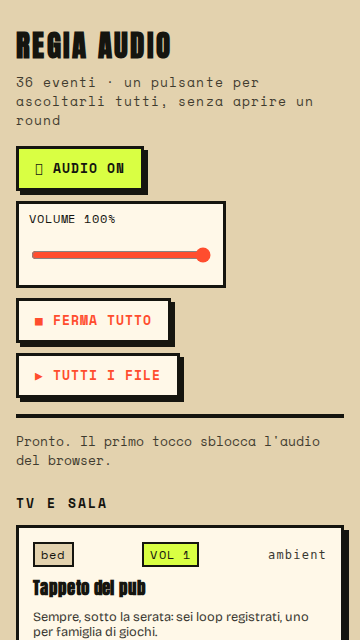 REGIA AUDIO
36 eventi · un pulsante per
ascoltarli tutti, senza aprire un
round
AUDIO ON
VOLUME 100%
■ FERMA TUTTO
▶ TUTTI I FILE
Pronto. Il primo tocco sblocca l'audio
del browser.
TV E SALA
bed VOL 1 ambient
Tappeto del pub
Sempre, sotto la serata: sei loop registrati, uno
per famiglia di giochi.